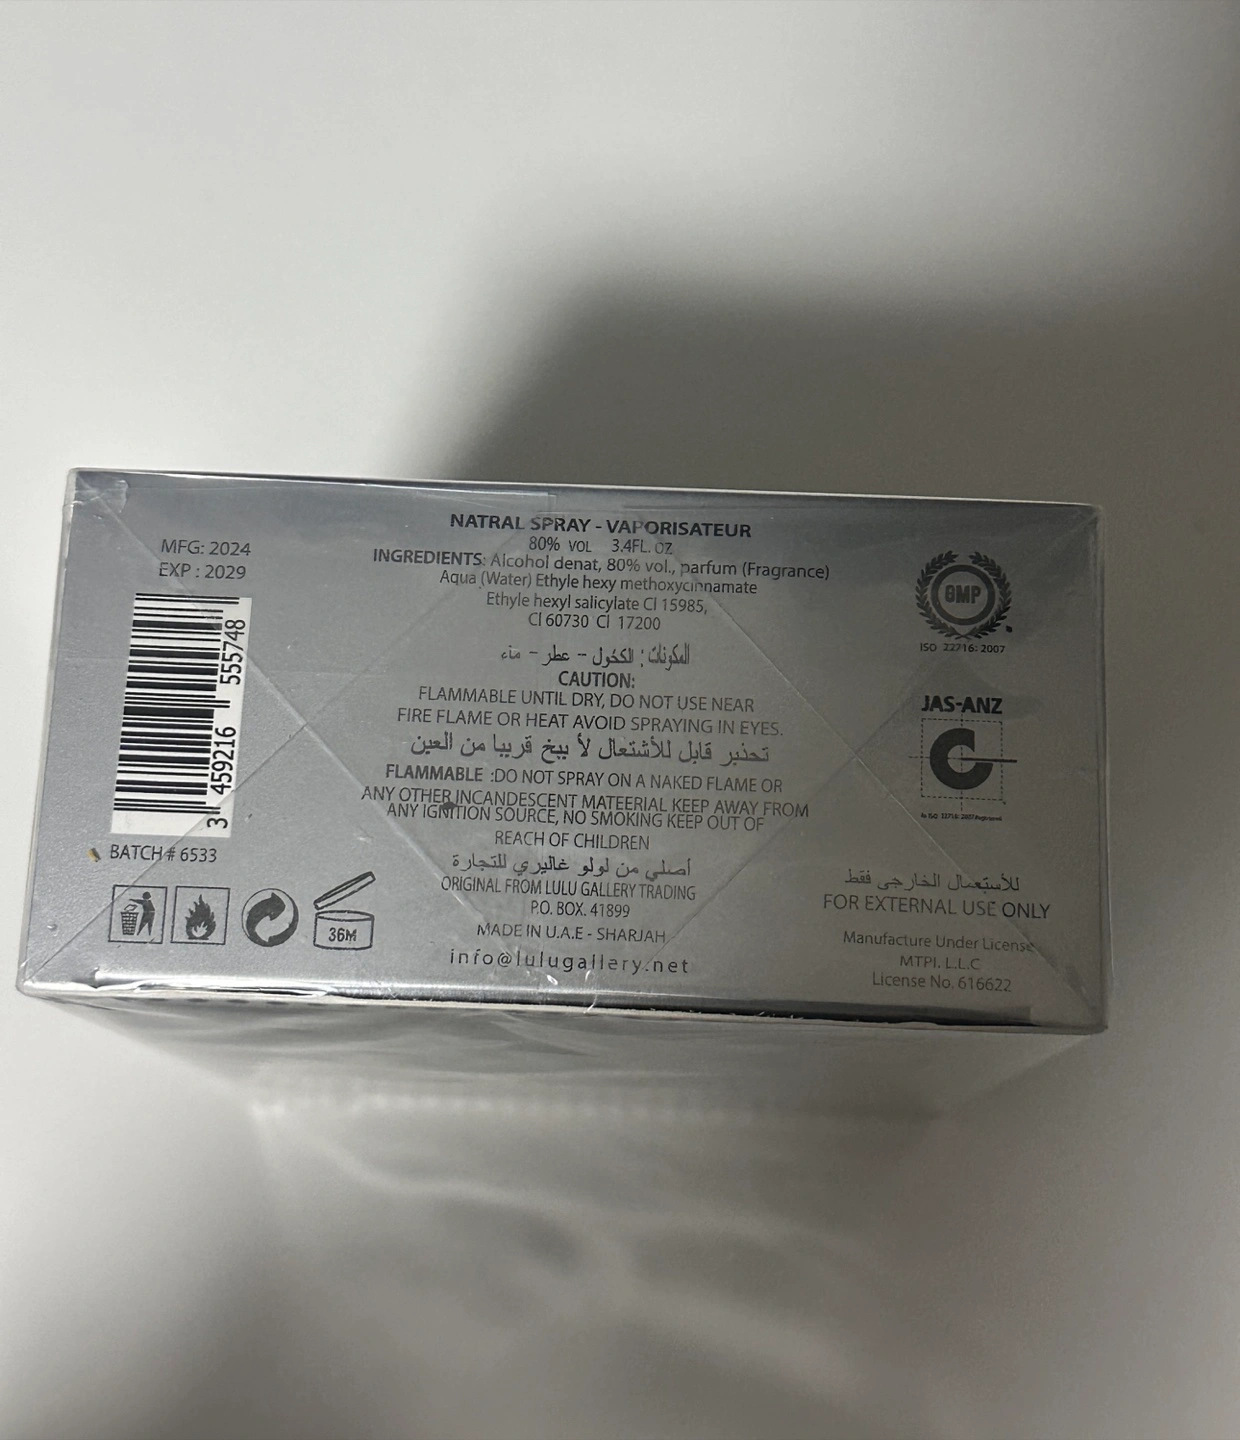 NATRAL SPRAY - VAPORISATEUR
80% VOL 3.4FL. OZ
INGREDIENTS: Alcohol denat, 80% vol., parfum (Fragrance)
Aqua (Water) Ethyle hexy methoxycinnamate
Ethyle hexyl salicylate CI 15985,
CI 60730 CI 17200
المكونات: الكحول - عطر - ماء
CAUTION:
FLAMMABLE UNTIL DRY, DO NOT USE NEAR
FIRE FLAME OR HEAT AVOID SPRAYING IN EYES.
تحذير قابل للأشتعال لأ يبخ قريبا من العين
FLAMMABLE :DO NOT SPRAY ON A NAKED FLAME OR
ANY OTHER INCANDESCENT MATEERIAL KEEP AWAY FROM
ANY IGNITION SOURCE, NO SMOKING KEEP OUT OF
REACH OF CHILDREN
أصلي من لولو غاليري للتجارة
ORIGINAL FROM LULU GALLERY TRADING
P.O. BOX. 41899
MADE IN U.A.E - SHARJAH
info@lulugallery.net
MFG: 2024
EXP : 2029
3 459216 555748
BATCH # 6533
36M
GMP
ISO 22716: 2007
JAS-ANZ
للأستعمال الخارجي فقط
FOR EXTERNAL USE ONLY
Manufacture Under License
MTPI. L.L.C
License No. 616622